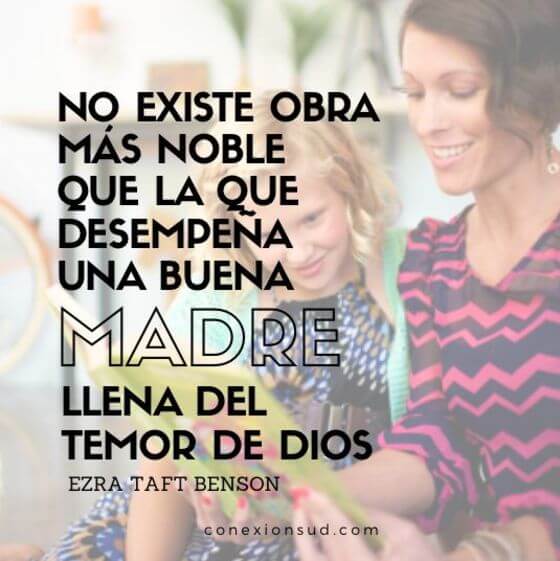 NO EXISTE OBRA
MÁS NOBLE
QUE LA QUE
DESEMPEÑA
UNA BUENA
MADRE
LLENA DEL
TEMOR DE DIOS
EZRA TAFT BENSON
conexionsud.com